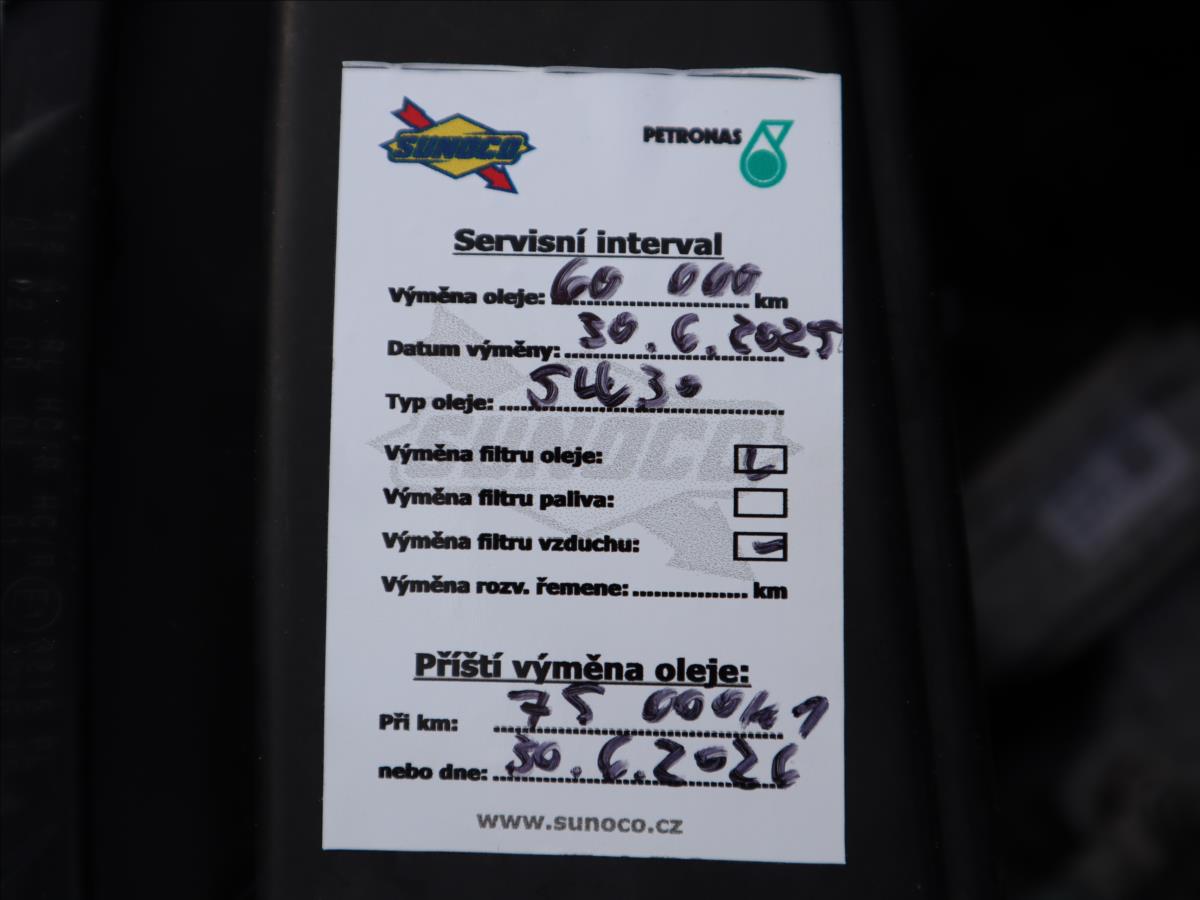 SUNOCO
PETRONAS
Servisní interval
Výměna oleje: 60 000 km
Datum výměny: 30.6.2025
Typ oleje: 5W30
Výměna filtru oleje:
Výměna filtru paliva:
Výměna filtru vzduchu:
Výměna rozv. řemene:................ km
Příští výměna oleje:
Při km: 75 000
nebo dne: 30.6.2026
www.sunoco.cz
SUNOCO